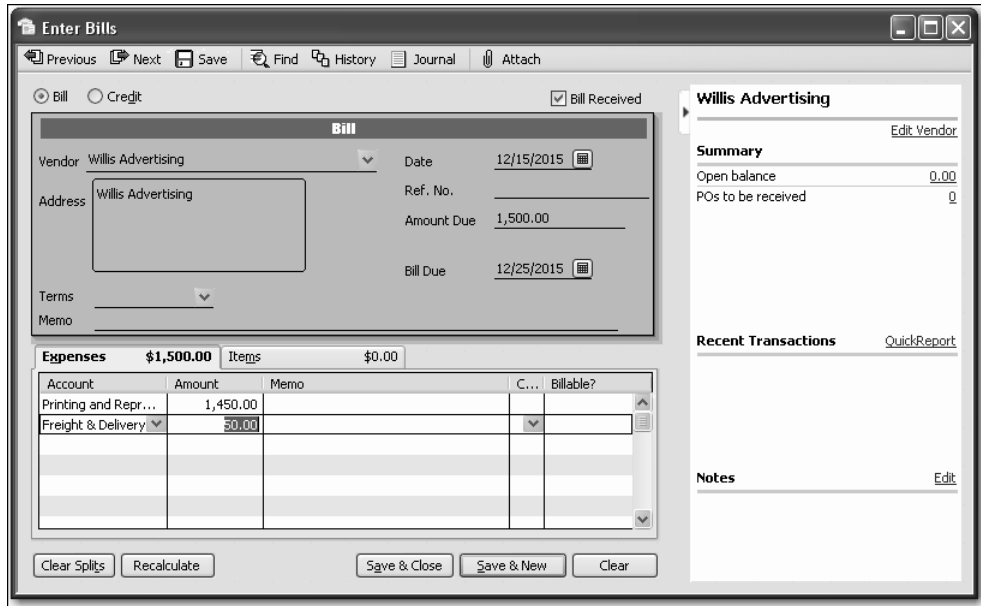 Enter Bills
Previous Next Save Find History Journal Attach
Bill Credit Bill Received
Bill
Vendor Willis Advertising
Date 12/15/2015
Address Willis Advertising
Ref. No.
Amount Due 1,500.00
Bill Due 12/25/2015
Terms
Memo
Expenses $1,500.00 Items $0.00
Account Amount Memo C... Billable?
Printing and Repr... 1,450.00
Freight & Delivery 50.00
Clear Splits Recalculate Save & Close Save & New Clear
Willis Advertising
Edit Vendor
Summary
Open balance 0.00
POs to be received 0
Recent Transactions QuickReport
Notes Edit